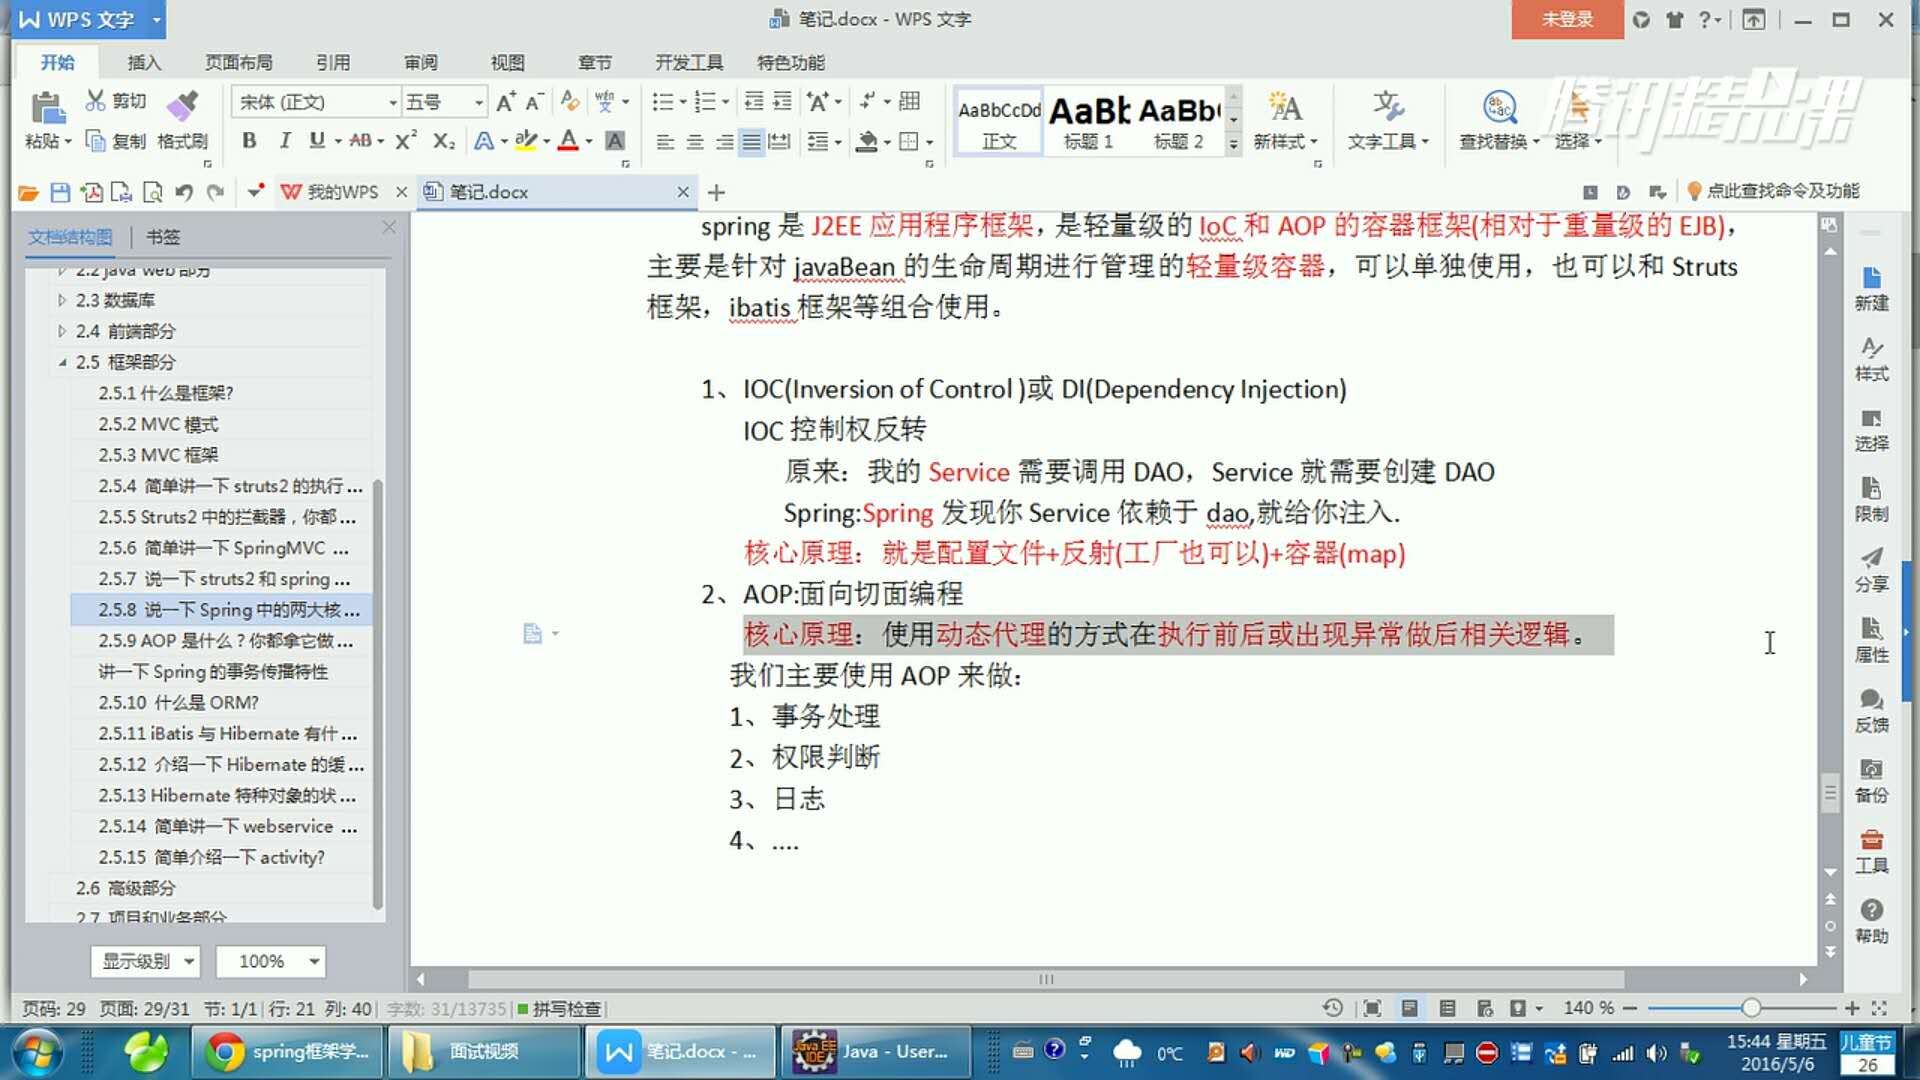 WPS 文字
笔记.docx - WPS 文字
未登录
开始 插入 页面布局 引用 审阅 视图 章节 开发工具 特色功能
腾讯精品课
剪切 宋体 (正文) 五号
AaBbCcDd AaBb AaBb(
粘贴 复制 格式刷
B I U AB X² X₂ A A A
正文 标题 1 标题 2 新样式 文字工具 查找替换 选择
我的WPS 笔记.docx 点此查找命令及功能
文档结构图 书签
2.2 java web 部分
2.3 数据库
2.4 前端部分
2.5 框架部分
2.5.1 什么是框架?
2.5.2 MVC 模式
2.5.3 MVC 框架
2.5.4 简单讲一下 struts2 的执行 ...
2.5.5 Struts2 中的拦截器，你都 ...
2.5.6 简单讲一下 SpringMVC ...
2.5.7 说一下 struts2 和 spring ...
2.5.8 说一下 Spring 中的两大核 ...
2.5.9 AOP 是什么？你都拿它做 ...
讲一下 Spring 的事务传播特性
2.5.10 什么是 ORM?
2.5.11 iBatis 与 Hibernate 有什 ...
2.5.12 介绍一下 Hibernate 的缓 ...
2.5.13 Hibernate 特种对象的状 ...
2.5.14 简单讲一下 webservice ...
2.5.15 简单介绍一下 activity?
2.6 高级部分
2.7 项目和业务部分
显示级别 100%
spring 是 J2EE 应用程序框架，是轻量级的 IoC 和 AOP 的容器框架(相对于重量级的 EJB)，
主要是针对 javaBean 的生命周期进行管理的轻量级容器，可以单独使用，也可以和 Struts
框架，ibatis 框架等组合使用。
1、IOC(Inversion of Control )或 DI(Dependency Injection)
IOC 控制权反转
原来：我的 Service 需要调用 DAO，Service 就需要创建 DAO
Spring:Spring 发现你 Service 依赖于 dao,就给你注入.
核心原理：就是配置文件+反射(工厂也可以)+容器(map)
2、AOP:面向切面编程
核心原理：使用动态代理的方式在执行前后或出现异常做后相关逻辑。
我们主要使用 AOP 来做：
1、事务处理
2、权限判断
3、日志
4、....
新建
样式
选择
限制
分享
属性
反馈
备份
工具
帮助
页码: 29 页面: 29/31 节: 1/1 行: 21 列: 40 字数: 31/13735 拼写检查 140 %
spring框架学... 面试视频 笔记.docx - ... Java - User... 0℃ 15:44 星期五 儿童节
2016/5/6 26